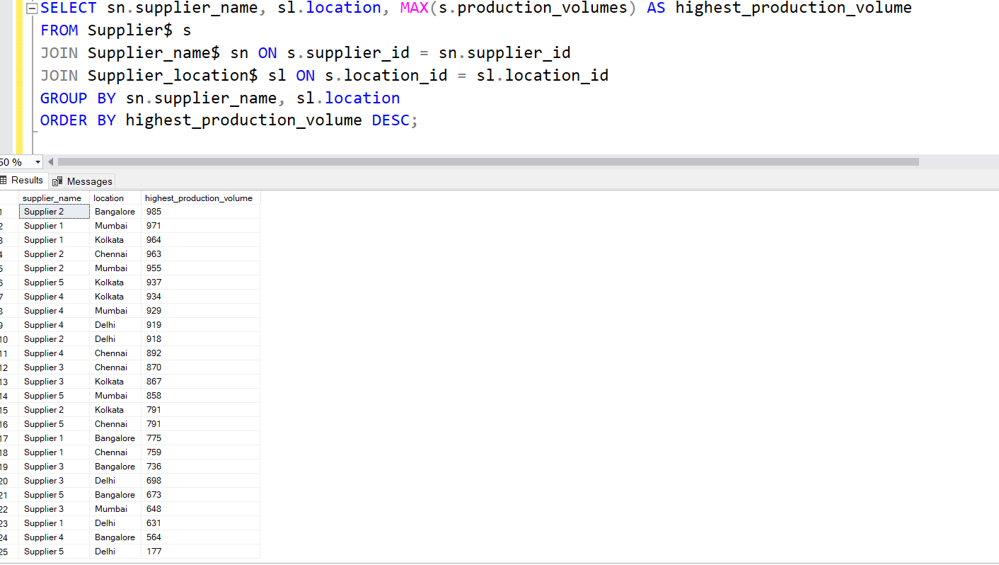 SELECT sn.supplier_name, sl.location, MAX(s.production_volumes) AS highest_production_volume
FROM Supplier$ s
JOIN Supplier_name$ sn ON s.supplier_id = sn.supplier_id
JOIN Supplier_location$ sl ON s.location_id = sl.location_id
GROUP BY sn.supplier_name, sl.location
ORDER BY highest_production_volume DESC;
50 %
Results Messages
supplier_name location highest_production_volume
1 Supplier 2 Bangalore 985
2 Supplier 1 Mumbai 971
3 Supplier 1 Kolkata 964
4 Supplier 2 Chennai 963
5 Supplier 2 Mumbai 955
6 Supplier 5 Kolkata 937
7 Supplier 4 Kolkata 934
8 Supplier 4 Mumbai 929
9 Supplier 4 Delhi 919
10 Supplier 2 Delhi 918
11 Supplier 4 Chennai 892
12 Supplier 3 Chennai 870
13 Supplier 3 Kolkata 867
14 Supplier 5 Mumbai 858
15 Supplier 2 Kolkata 791
16 Supplier 5 Chennai 791
17 Supplier 1 Bangalore 775
18 Supplier 1 Chennai 759
19 Supplier 3 Bangalore 736
20 Supplier 3 Delhi 698
21 Supplier 5 Bangalore 673
22 Supplier 3 Mumbai 648
23 Supplier 1 Delhi 631
24 Supplier 4 Bangalore 564
25 Supplier 5 Delhi 177